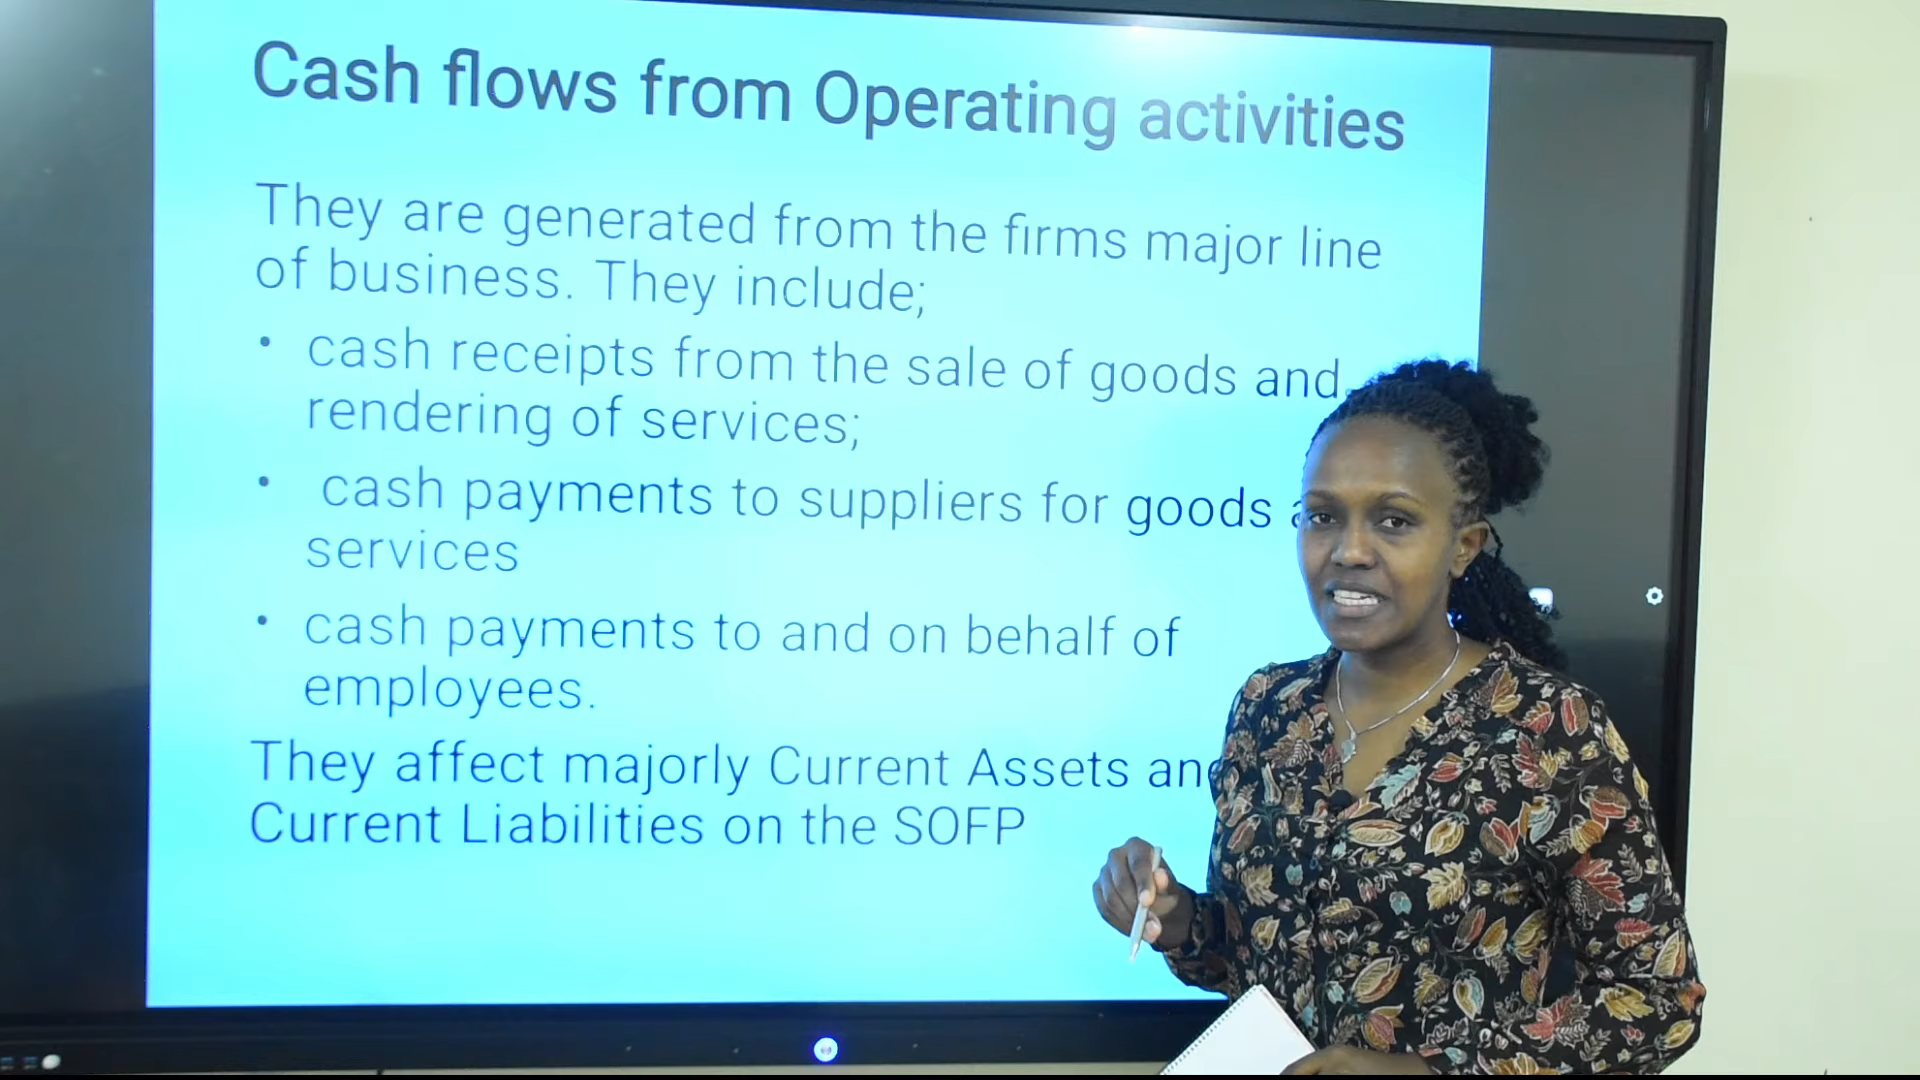 Cash flows from Operating activities
They are generated from the firms major line
of business. They include;
• cash receipts from the sale of goods and
rendering of services;
• cash payments to suppliers for goods
services
• cash payments to and on behalf of
employees.
They affect majorly Current Assets and
Current Liabilities on the SOFP